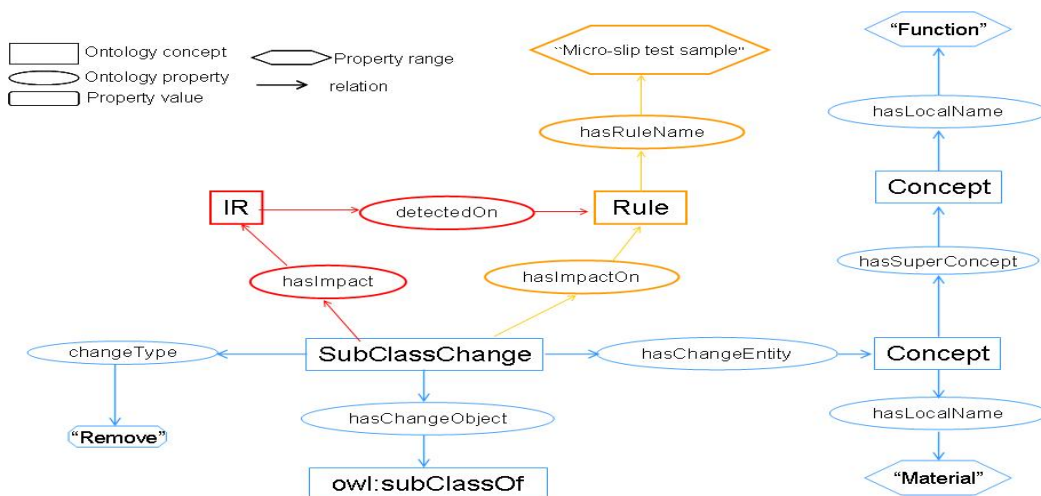 Ontology concept
Property range
Ontology property
relation
Property value
"Micro-slip test sample"
"Function"
hasRuleName
hasLocalName
IR
detectedOn
Rule
Concept
hasImpact
hasImpactOn
hasSuperConcept
changeType
SubClassChange
hasChangeEntity
Concept
hasChangeObject
hasLocalName
"Remove"
owl:subClassOf
"Material"